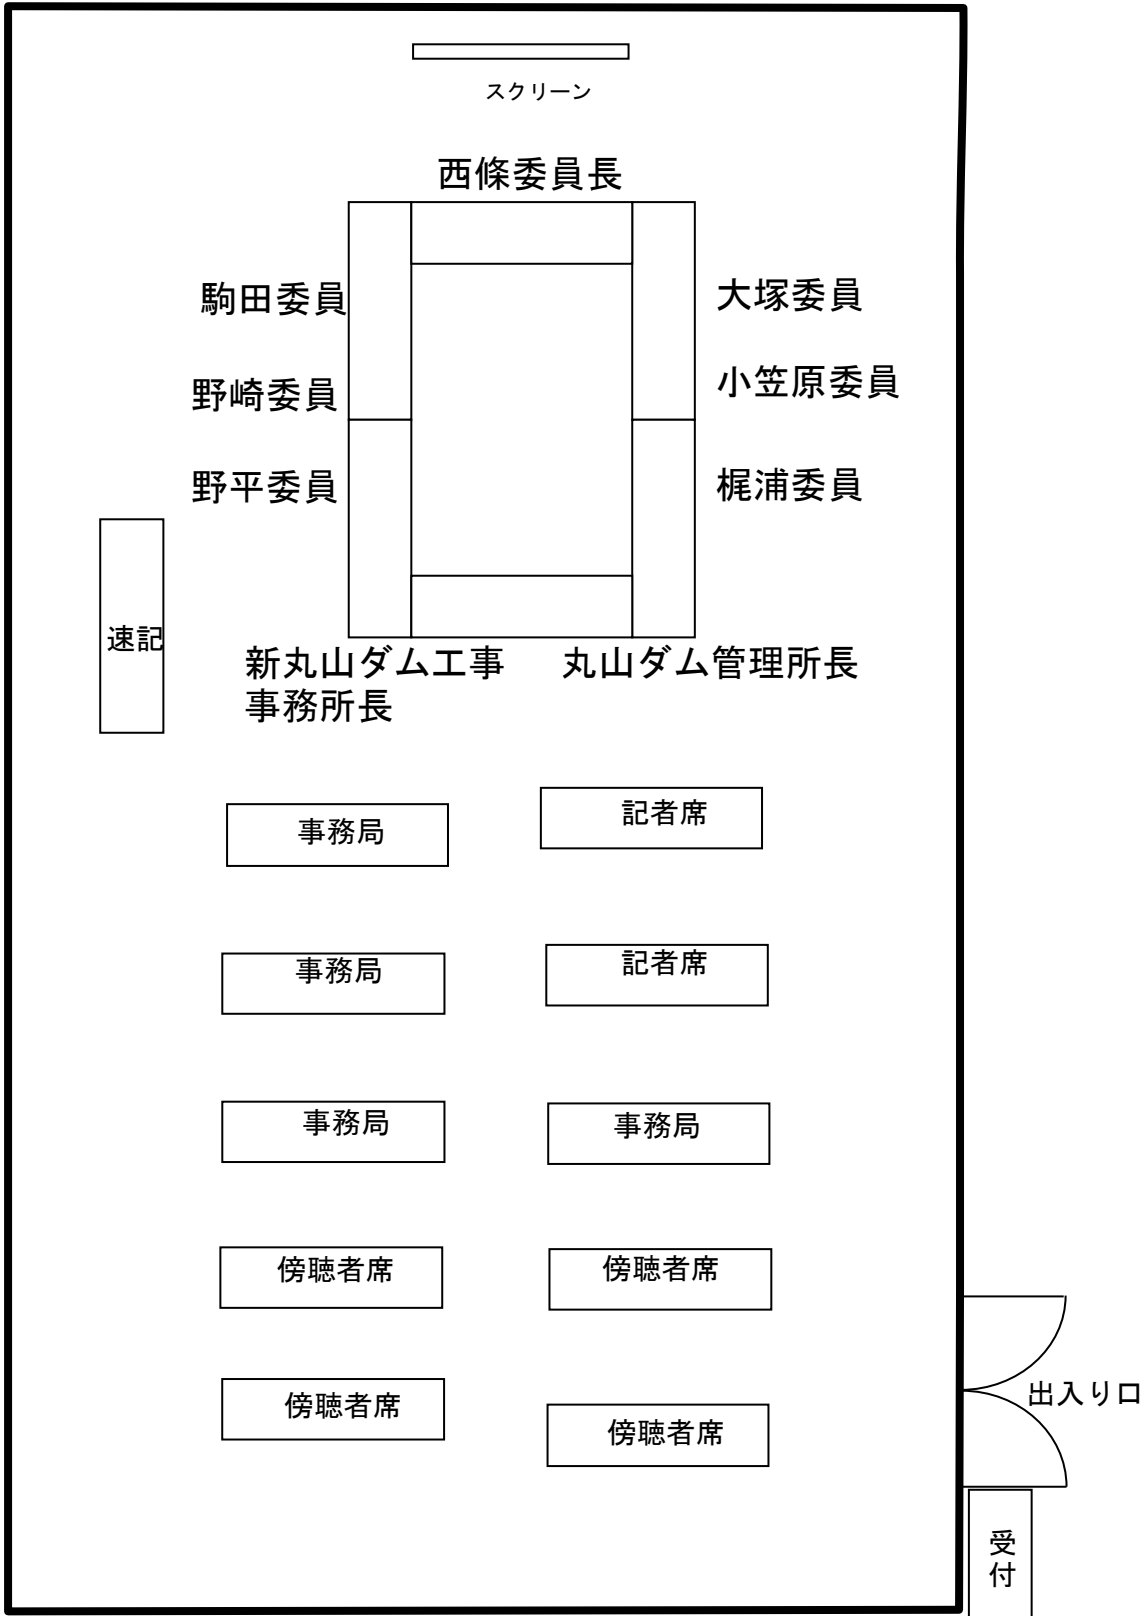 スクリーン
西條委員長
駒田委員
大塚委員
野崎委員
小笠原委員
野平委員
梶浦委員
速記
新丸山ダム工事
事務所長
丸山ダム管理所長
事務局
記者席
事務局
記者席
事務局
事務局
傍聴者席
傍聴者席
傍聴者席
傍聴者席
出入り口
受
付